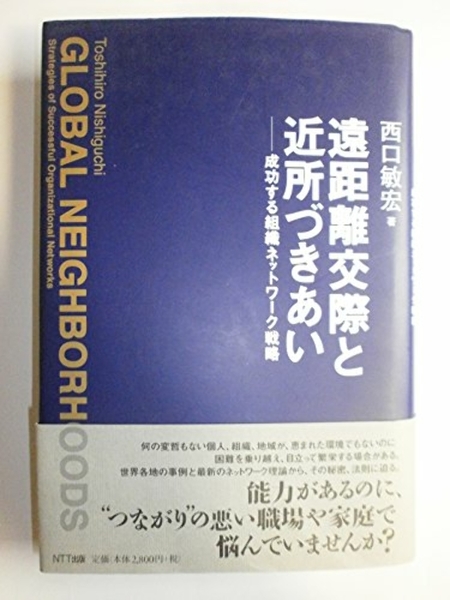 西口敏宏 著
遠距離交際と
近所づきあい
──成功する組織ネットワーク戦略
Toshihiro Nishiguchi
GLOBAL NEIGHBORHOODS
Strategies of Successful Organizational Networks
何の変哲もない個人、組織、地域が、恵まれた環境でもないのに
困難を乗り越え、目立って繁栄する場合がある。
世界各地の事例と最新のネットワーク理論から、その秘密、法則に迫る。
能力があるのに、
“つながり”の悪い職場や家庭で
悩んでいませんか?
NTT出版 定価(本体2,800円+税)